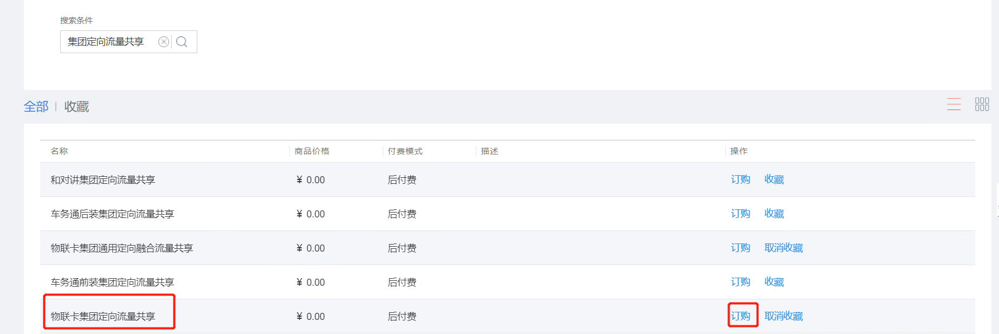 搜索条件
集团定向流量共享
全部 | 收藏
名称 商品价格 付费模式 描述 操作
和对讲集团定向流量共享 ¥ 0.00 后付费 订购 收藏
车务通后装集团定向流量共享 ¥ 0.00 后付费 订购 收藏
物联卡集团通用定向融合流量共享 ¥ 0.00 后付费 订购 取消收藏
车务通前装集团定向流量共享 ¥ 0.00 后付费 订购 收藏
物联卡集团定向流量共享 ¥ 0.00 后付费 订购 取消收藏